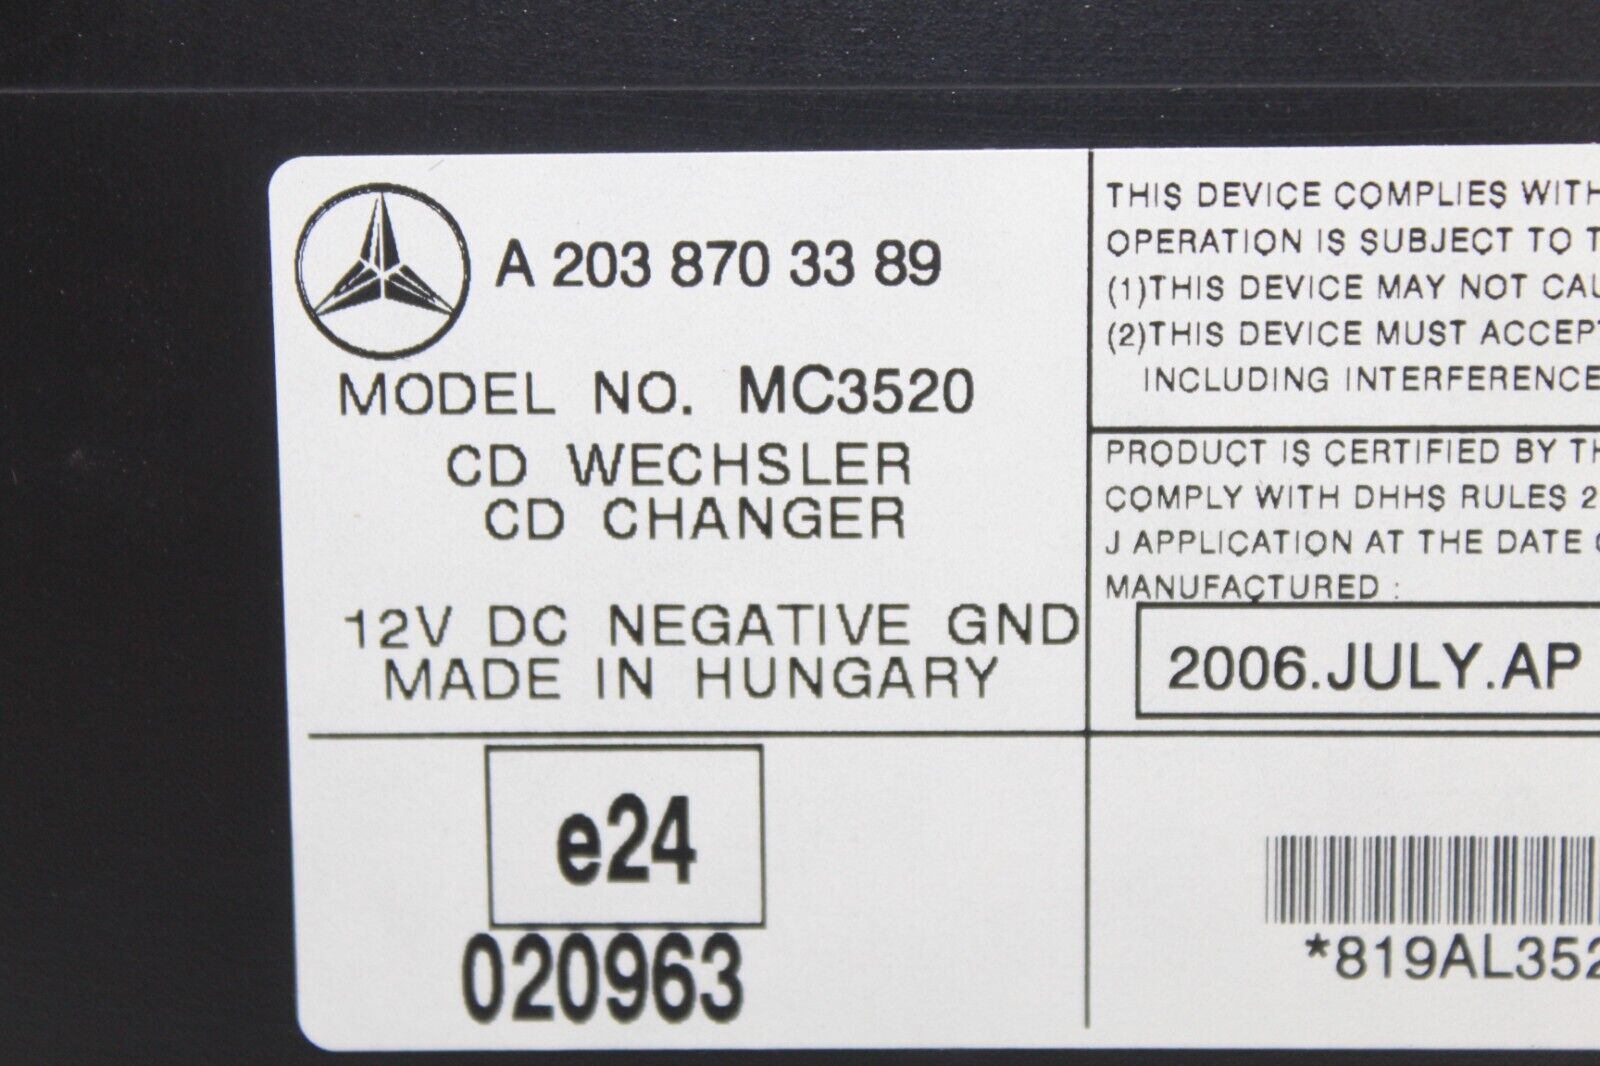 A 203 870 33 89
MODEL NO. MC3520
CD WECHSLER
CD CHANGER
12V DC NEGATIVE GND
MADE IN HUNGARY
THIS DEVICE COMPLIES WITH
OPERATION IS SUBJECT TO
(1)THIS DEVICE MAY NOT
(2)THIS DEVICE MUST ACCEPT
INCLUDING INTERFERENCE
PRODUCT IS CERTIFIED BY
COMPLY WITH DHHS RULES 2
J APPLICATION AT THE DATE
MANUFACTURED :
2006.JULY.AP
e24
020963
*819AL352